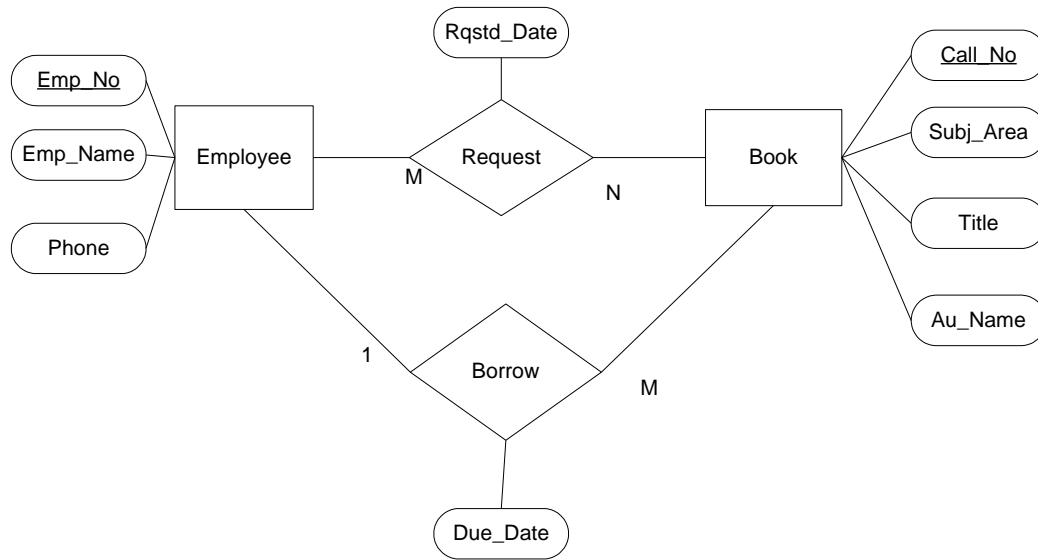 Rqstd_Date
Emp_No
Call_No
Emp_Name
Subj_Area
Employee
Request
Book
M
N
Phone
Title
Au_Name
1
Borrow
M
Due_Date